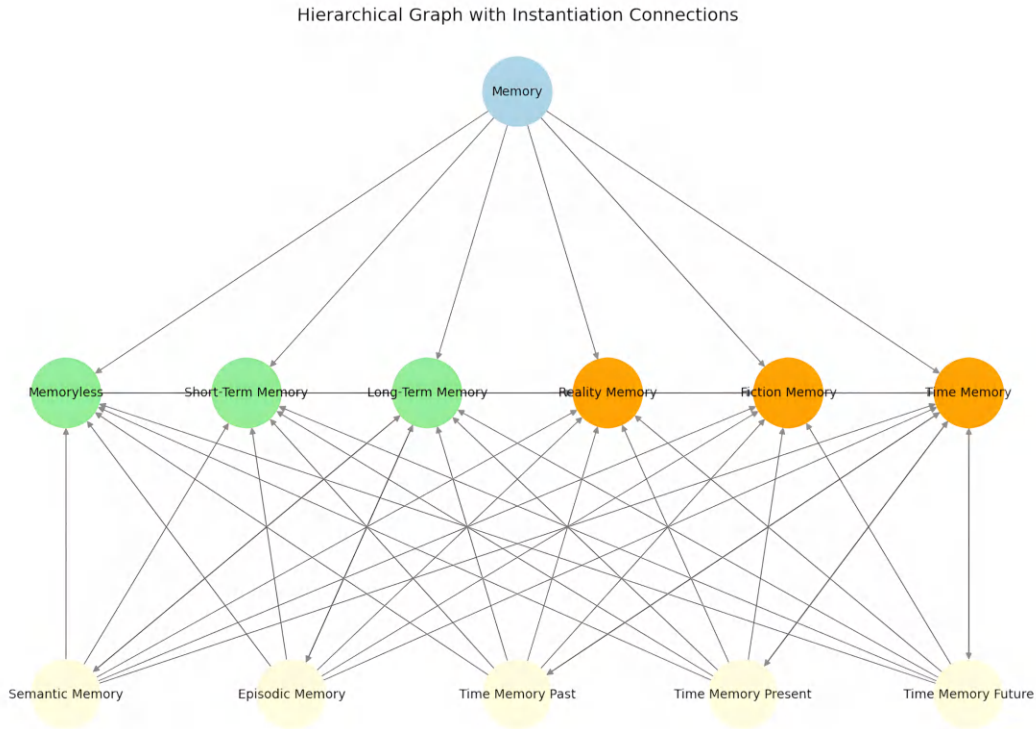 Hierarchical Graph with Instantiation Connections
Memory
Memoryless
Short-Term Memory
Long-Term Memory
Reality Memory
Fiction Memory
Time Memory
Semantic Memory
Episodic Memory
Time Memory Past
Time Memory Present
Time Memory Future